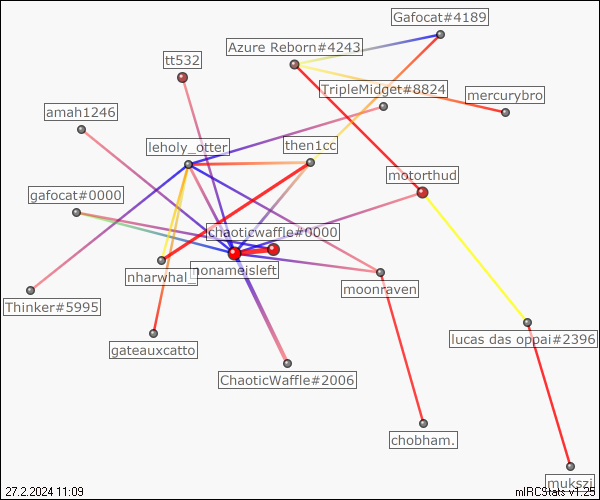 Gafocat#4189
Azure Reborn#4243
tt532
TripleMidget#8824
mercurybro
amah1246
leholy_otter
then1cc
motorthud
gafocat#0000
chaoticwaffle#0000
nharwhal_
nonameisleft
moonraven
Thinker#5995
lucas das oppai#2396
gateauxcatto
ChaoticWaffle#2006
chobham.
mukszi
27.2.2024 11:09
mIRCStats v1.25